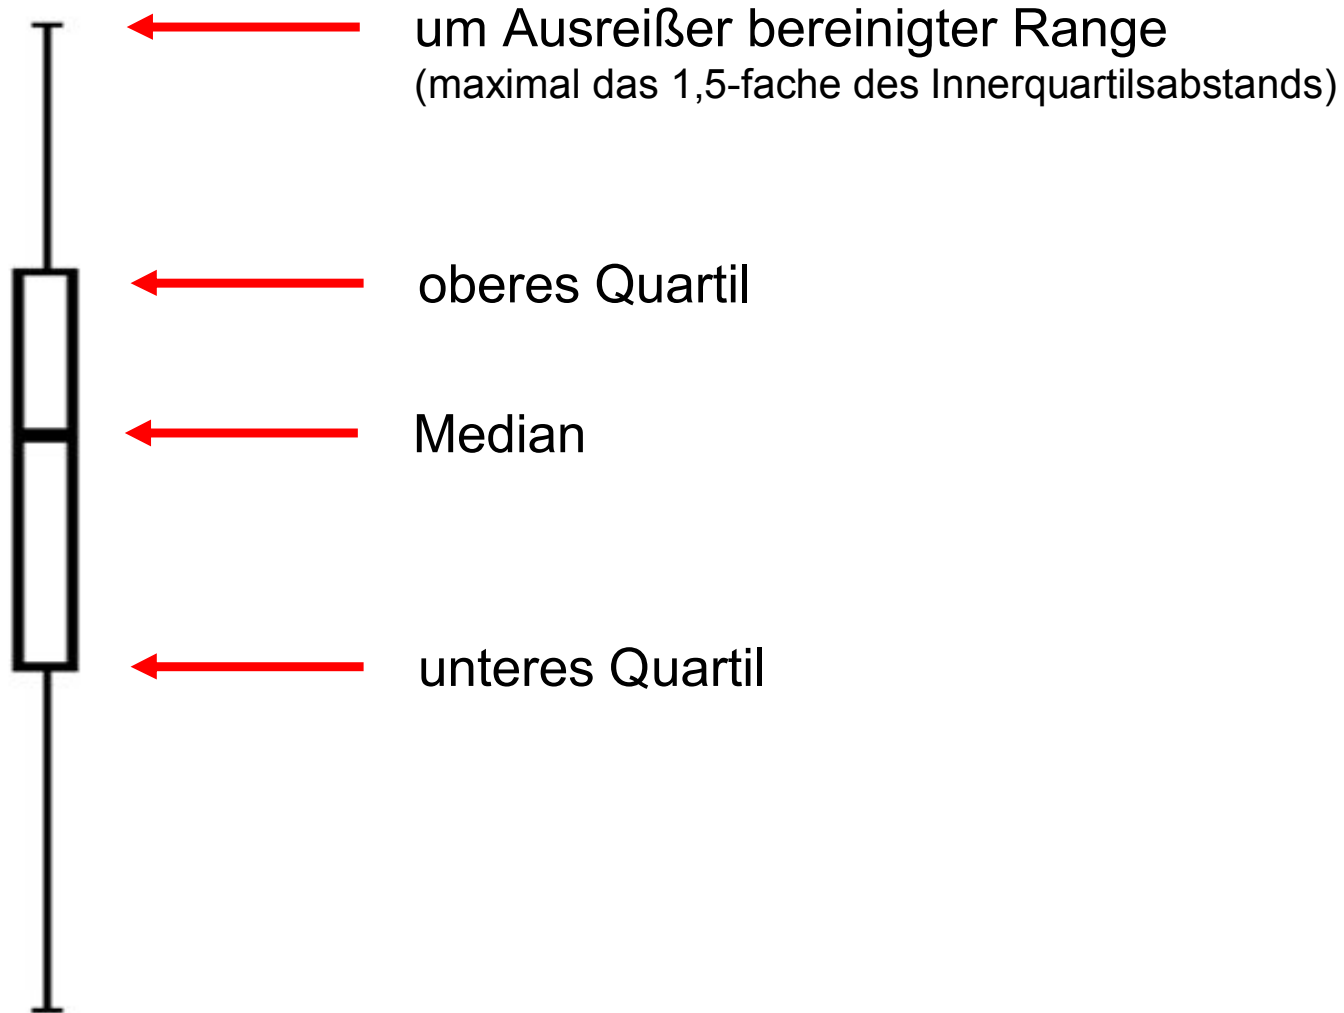 um Ausreißer bereinigter Range
(maximal das 1,5-fache des Innerquartilsabstands)
oberes Quartil
Median
unteres Quartil